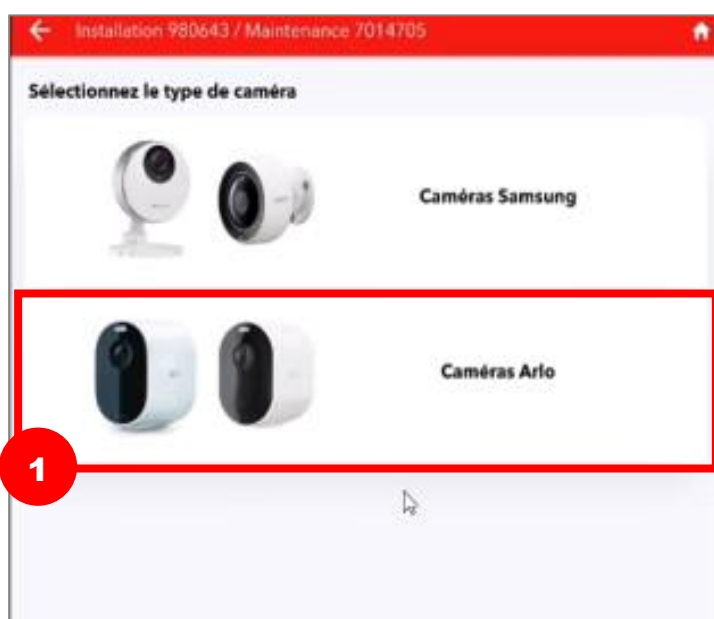 Installation 980643 / Maintenance 7014705
Sélectionnez le type de caméra
Caméras Samsung
Caméras Arlo
1